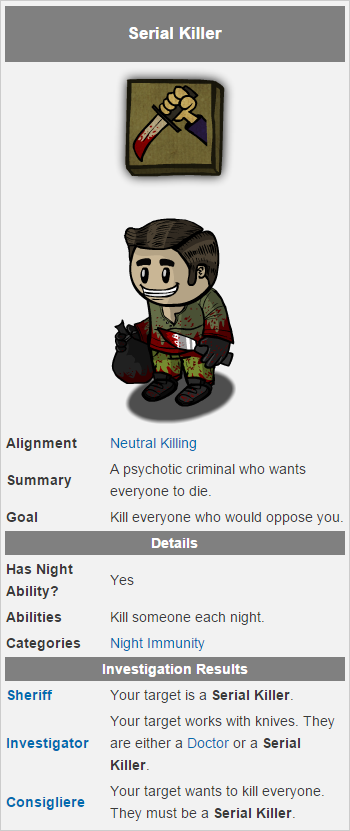 Serial Killer
Alignment Neutral Killing
Summary A psychotic criminal who wants
everyone to die.
Goal Kill everyone who would oppose you.
Details
Has Night
Ability? Yes
Abilities Kill someone each night.
Categories Night Immunity
Investigation Results
Sheriff Your target is a Serial Killer.
Investigator Your target works with knives. They
are either a Doctor or a Serial
Killer.
Consigliere Your target wants to kill everyone.
They must be a Serial Killer.